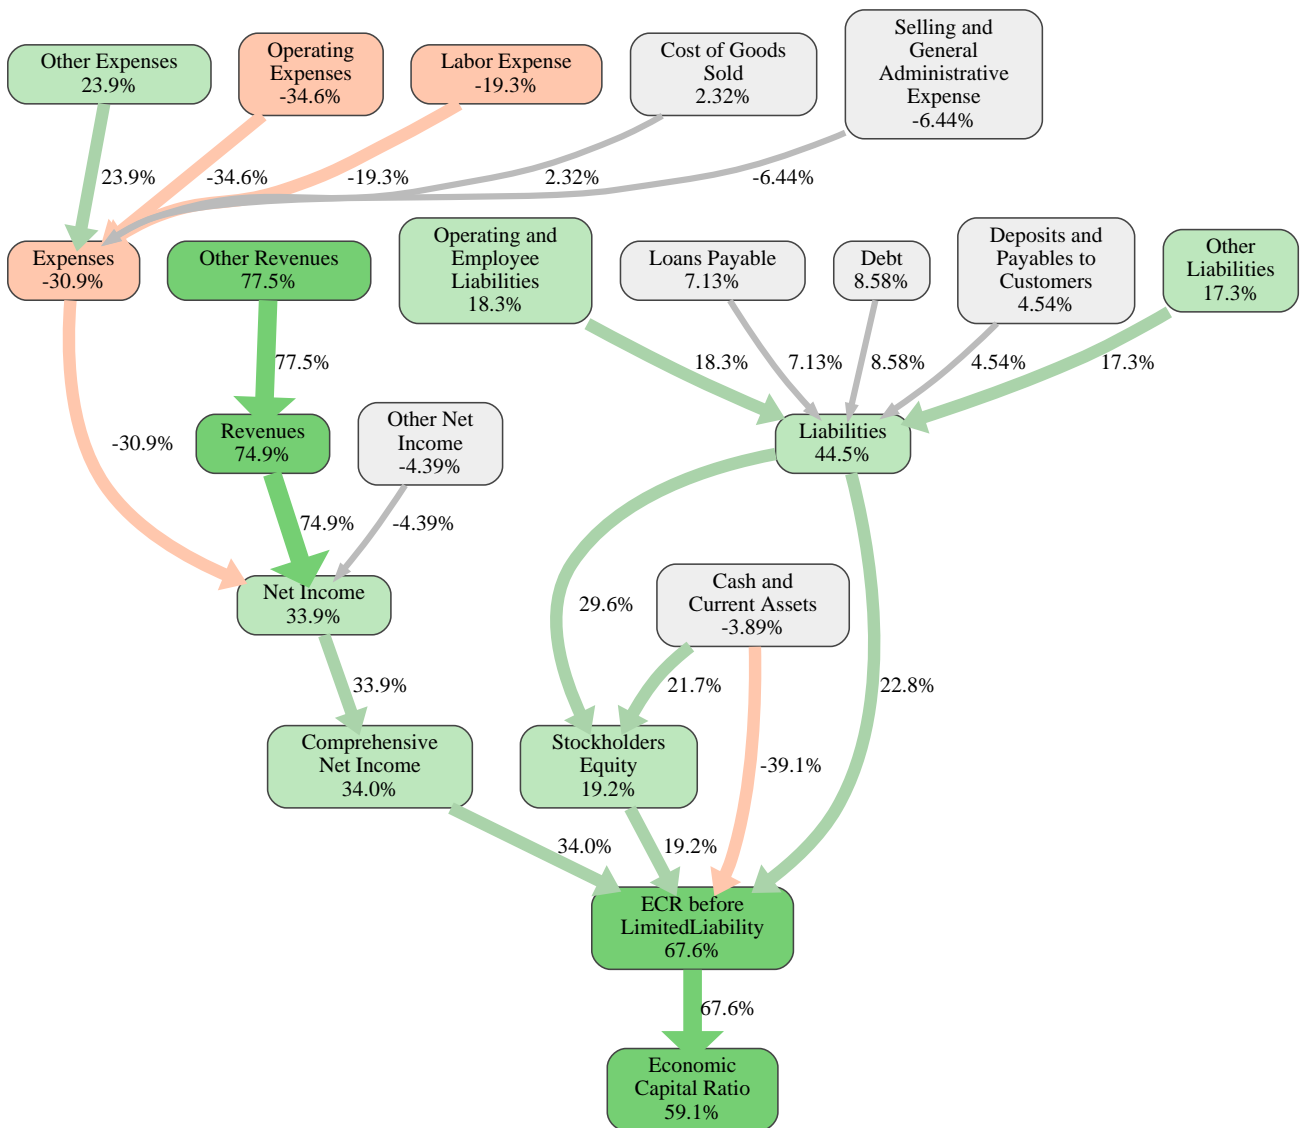 Other Expenses
23.9%
Operating
Expenses
-34.6%
Labor Expense
-19.3%
Cost of Goods
Sold
2.32%
Selling and
General
Administrative
Expense
-6.44%
23.9%
-34.6%
-19.3%
2.32%
-6.44%
Expenses
-30.9%
Other Revenues
77.5%
Operating and
Employee
Liabilities
18.3%
Loans Payable
7.13%
Debt
8.58%
Deposits and
Payables to
Customers
4.54%
Other
Liabilities
17.3%
77.5%
18.3%
7.13%
8.58%
4.54%
17.3%
-30.9%
Revenues
74.9%
Other Net
Income
-4.39%
Liabilities
44.5%
74.9%
-4.39%
Net Income
33.9%
29.6%
Cash and
Current Assets
-3.89%
33.9%
21.7%
22.8%
Comprehensive
Net Income
34.0%
Stockholders
Equity
19.2%
-39.1%
34.0%
19.2%
ECR before
LimitedLiability
67.6%
67.6%
Economic
Capital Ratio
59.1%